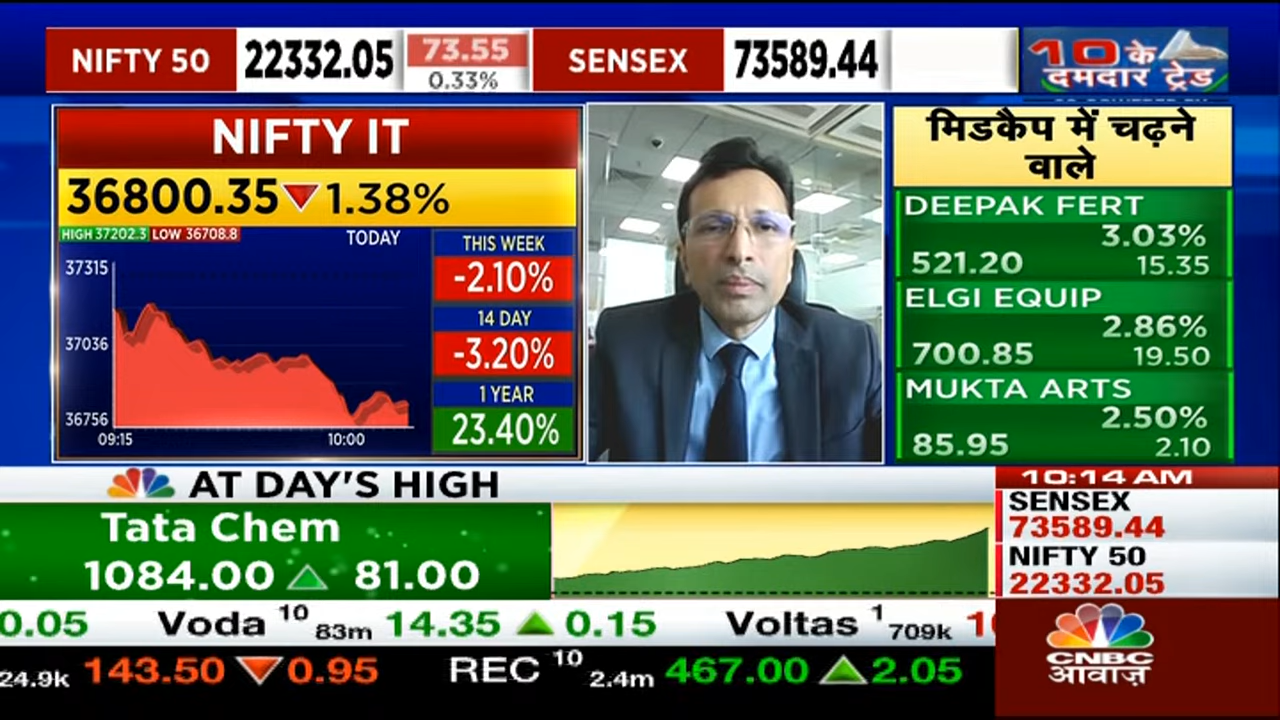 NIFTY 50 22332.05 73.55 0.33% SENSEX 73589.44
10 के दमदार ट्रेड
NIFTY IT
36800.35 ▼ 1.38%
HIGH 37202.3 LOW 36708.8
TODAY
37315
37036
36756
09:15 10:00
THIS WEEK
-2.10%
14 DAY
-3.20%
1 YEAR
23.40%
मिडकैप में चढ़ने
वाले
DEEPAK FERT
3.03%
521.20 15.35
ELGI EQUIP
2.86%
700.85 19.50
MUKTA ARTS
2.50%
85.95 2.10
AT DAY'S HIGH
Tata Chem
1084.00 ▲ 81.00
10:14 AM
SENSEX
73589.44
NIFTY 50
22332.05
0.05 Voda 10 83m 14.35 ▲ 0.15 Voltas 1 709k
24.9k 143.50 ▼ 0.95 REC 10 2.4m 467.00 ▲ 2.05
CNBC
आवाज़